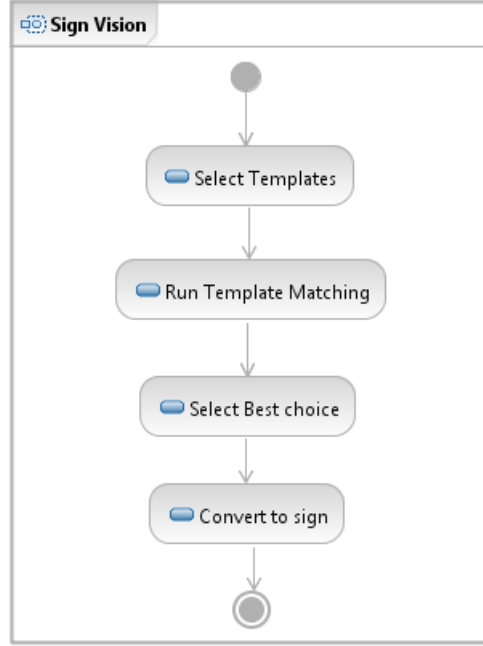 Sign Vision
Select Templates
Run Template Matching
Select Best choice
Convert to sign